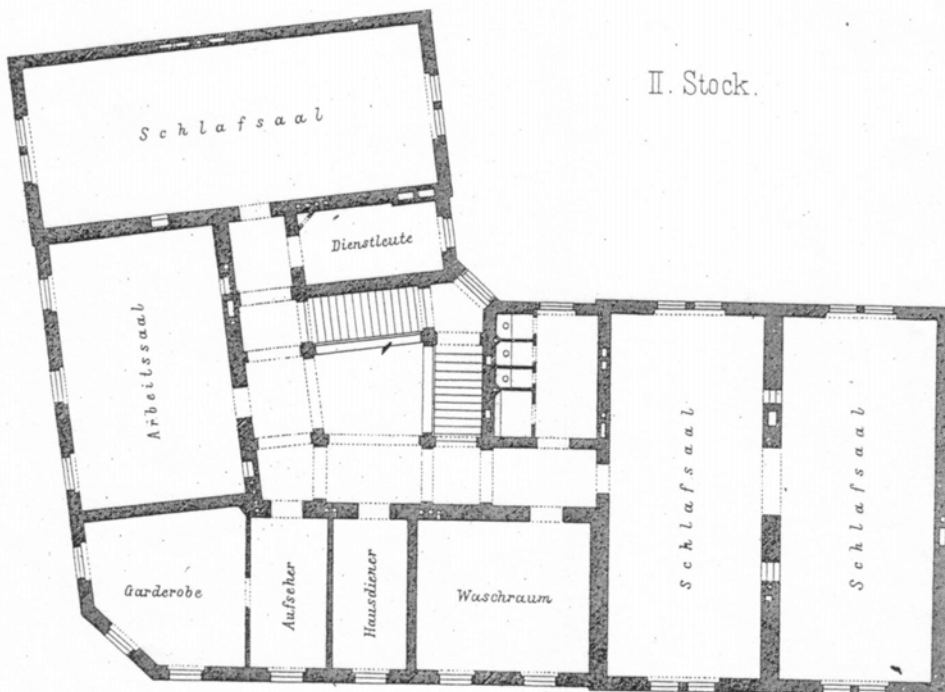 II. Stock.
Schlafsaal
Dienstleute
Arbeitssaal
Schlafsaal
Schlafsaal
Garderobe
Aufseher
Hausdiener
Waschraum